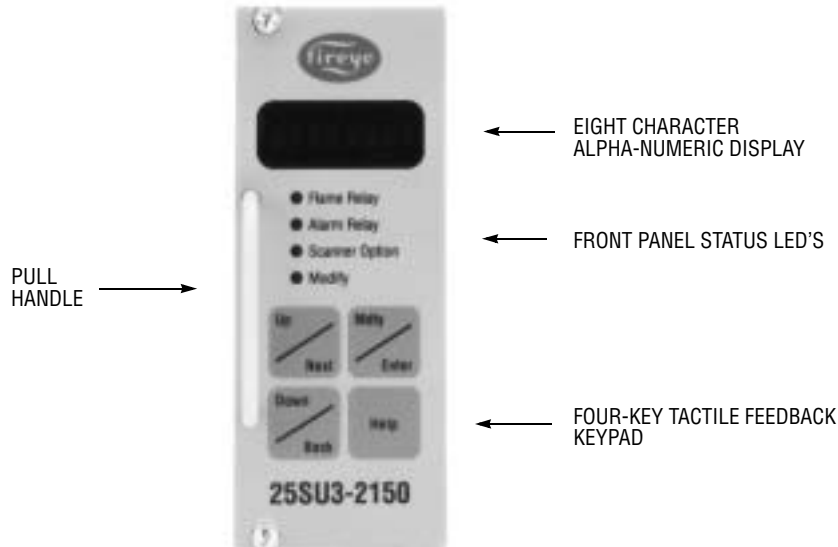 fireye
EIGHT CHARACTER
ALPHA-NUMERIC DISPLAY
Flame Relay
Alarm Relay
Scanner Option
Modify
FRONT PANEL STATUS LED'S
PULL
HANDLE
Up
Next
Mdfy
Enter
Down
Back
Help
FOUR-KEY TACTILE FEEDBACK
KEYPAD
25SU3-2150